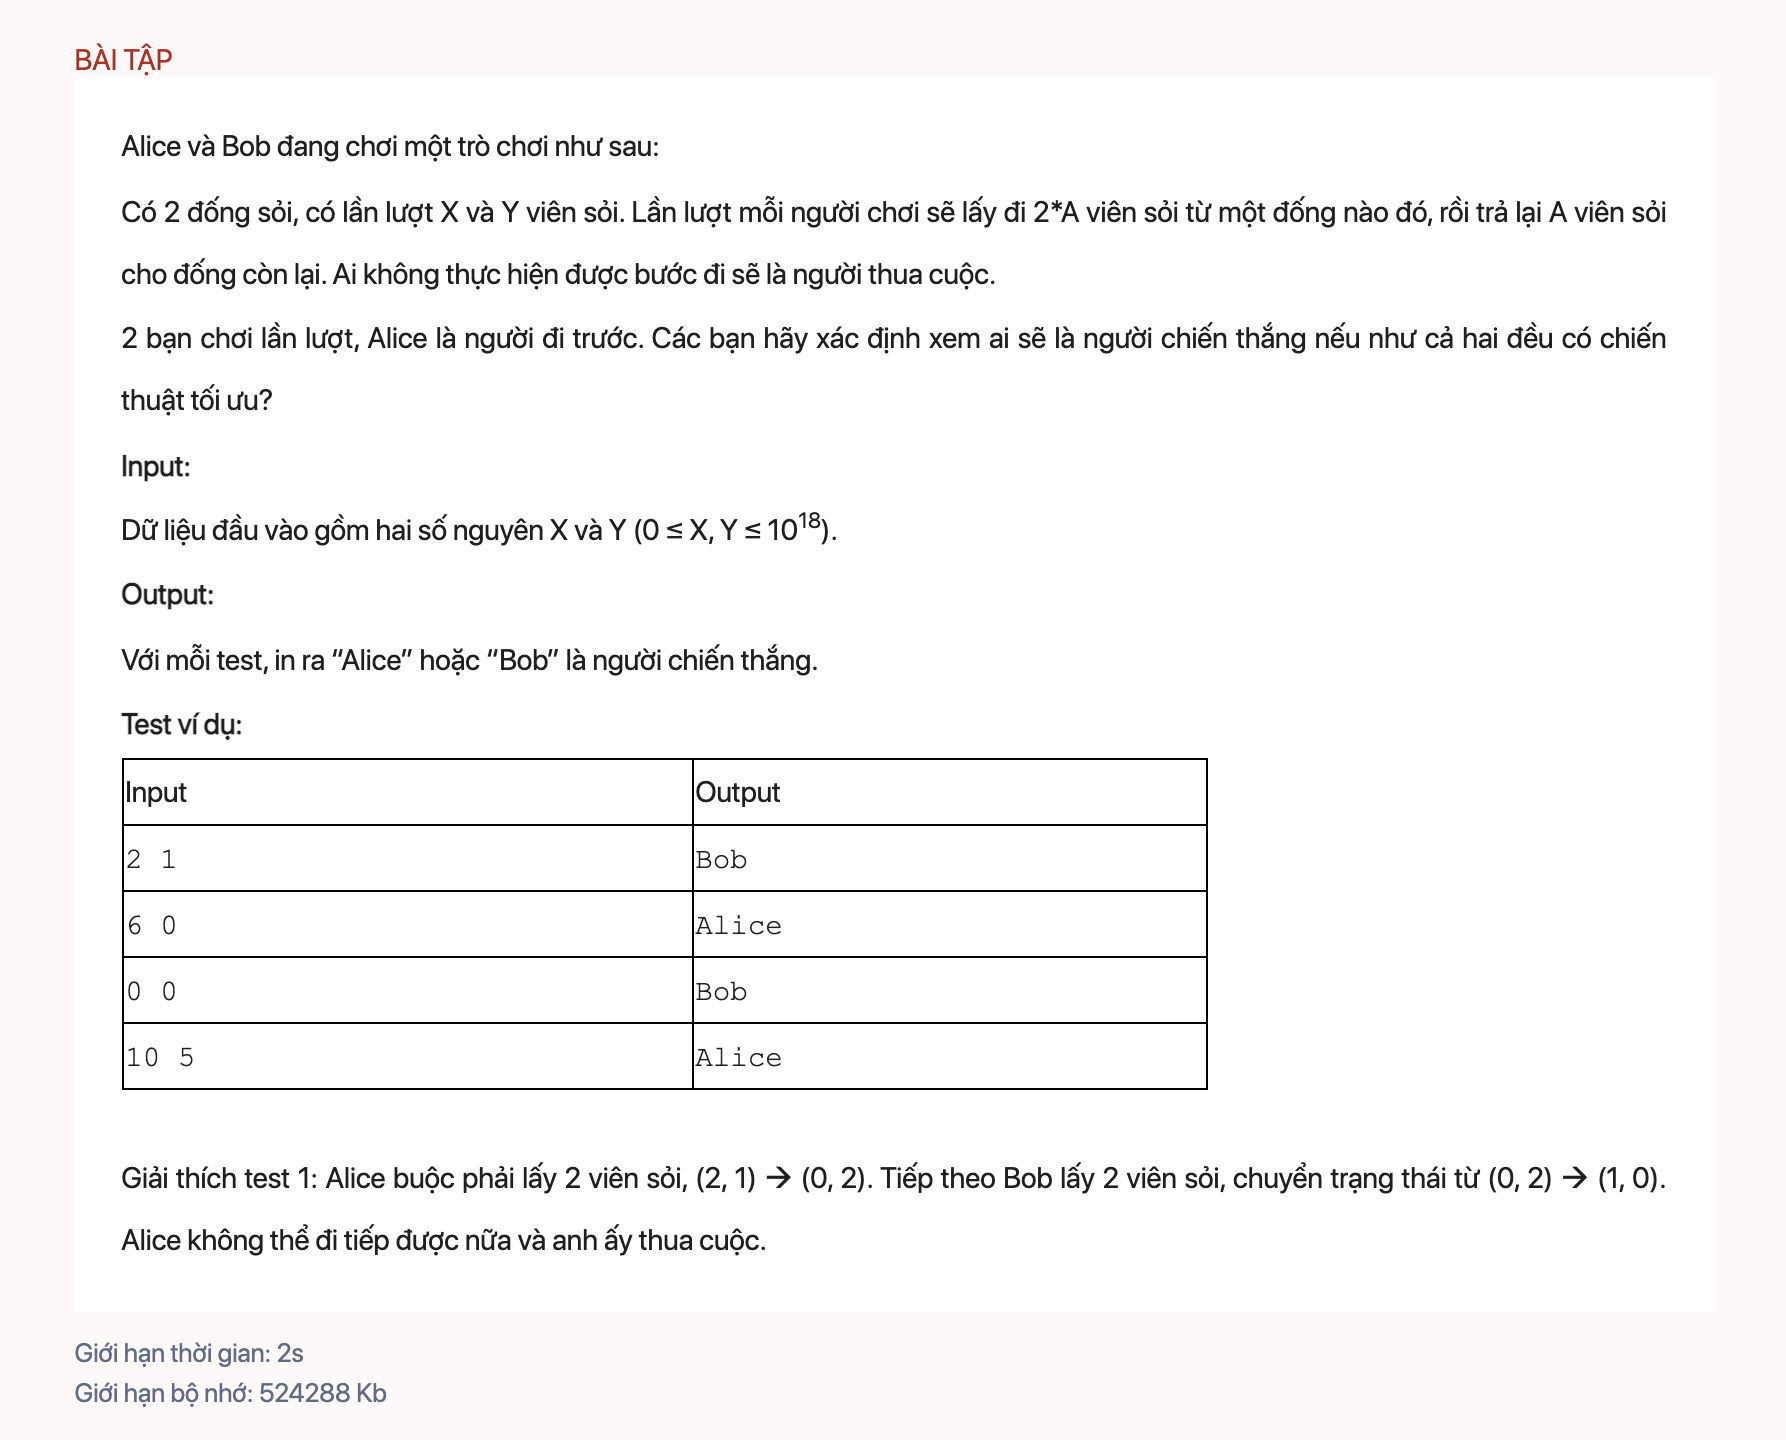 BÀI TẬP
Alice và Bob đang chơi một trò chơi như sau:
Có 2 đống sỏi, có lần lượt X và Y viên sỏi. Lần lượt mỗi người chơi sẽ lấy đi 2*A viên sỏi từ một đống nào đó, rồi trả lại A viên sỏi
cho đống còn lại. Ai không thực hiện được bước đi sẽ là người thua cuộc.
2 bạn chơi lần lượt, Alice là người đi trước. Các bạn hãy xác định xem ai sẽ là người chiến thắng nếu như cả hai đều có chiến
thuật tối ưu?
Input:
Dữ liệu đầu vào gồm hai số nguyên X và Y (0 ≤ X, Y ≤ 10^18).
Output:
Với mỗi test, in ra “Alice” hoặc “Bob” là người chiến thắng.
Test ví dụ:
Input Output
2 1 Bob
6 0 Alice
0 0 Bob
10 5 Alice
Giải thích test 1: Alice buộc phải lấy 2 viên sỏi, (2, 1) → (0, 2). Tiếp theo Bob lấy 2 viên sỏi, chuyển trạng thái từ (0, 2) → (1, 0).
Alice không thể đi tiếp được nữa và anh ấy thua cuộc.
Giới hạn thời gian: 2s
Giới hạn bộ nhớ: 524288 Kb